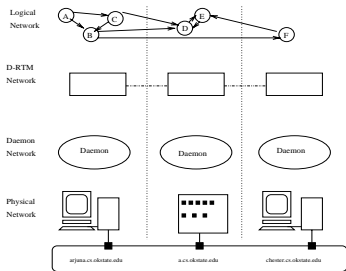 Logical
Network
A
C
E
D
B
F
D-RTM
Network
Daemon
Network
Daemon
Daemon
Daemon
Physical
Network
arjuna.cs.okstate.edu
a.cs.okstate.edu
chester.cs.okstate.edu